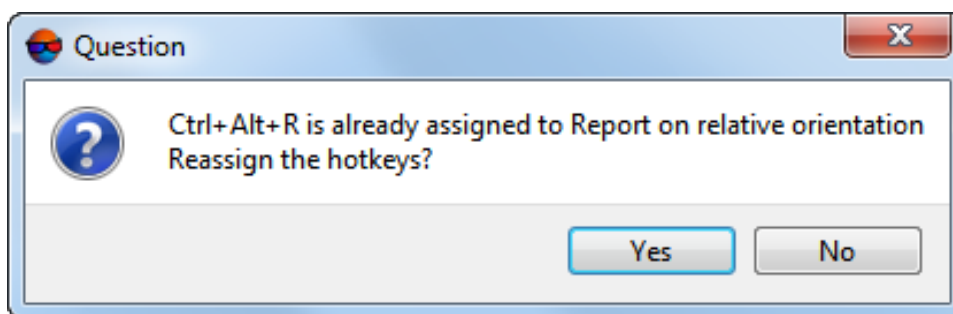 Question
Ctrl+Alt+R is already assigned to Report on relative orientation
Reassign the hotkeys?
Yes No